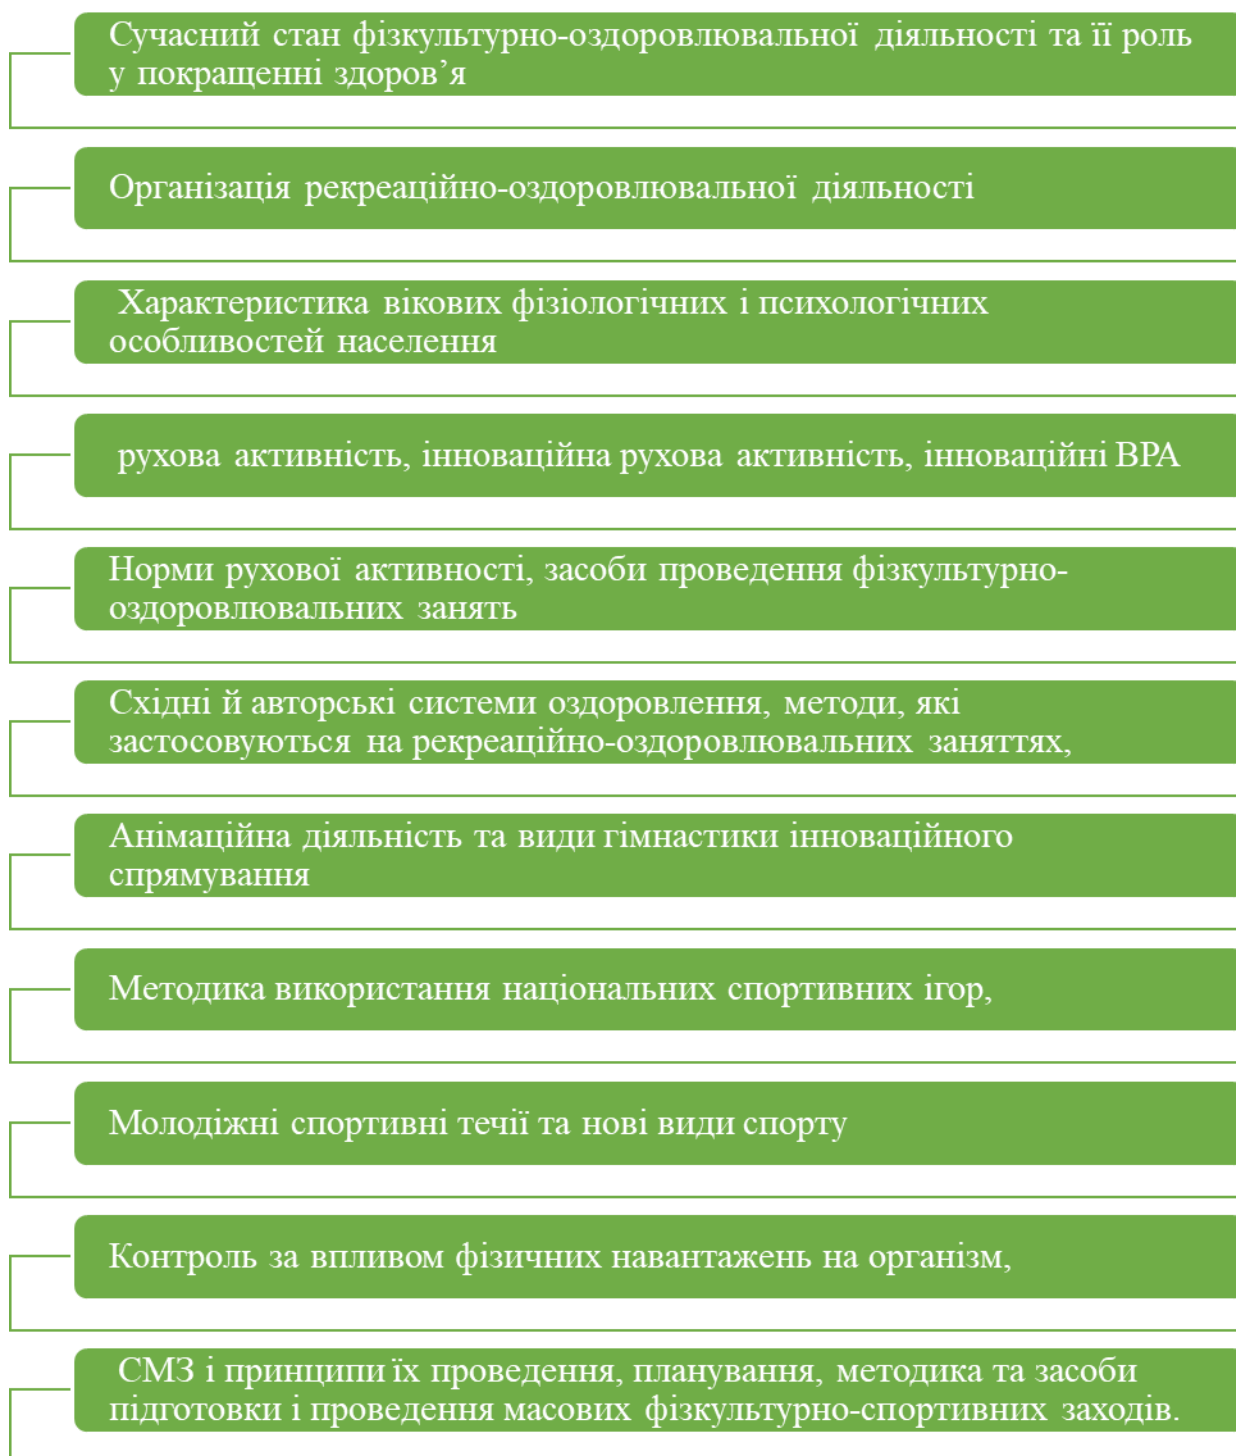 Сучасний стан фізкультурно-оздоровлювальної діяльності та її роль
у покращенні здоров’я
Організація рекреаційно-оздоровлювальної діяльності
Характеристика вікових фізіологічних і психологічних
особливостей населення
рухова активність, інноваційна рухова активність, інноваційні ВРА
Норми рухової активності, засоби проведення фізкультурно-
оздоровлювальних занять
Східні й авторські системи оздоровлення, методи, які
застосовуються на рекреаційно-оздоровлювальних заняттях,
Анімаційна діяльність та види гімнастики інноваційного
спрямування
Методика використання національних спортивних ігор,
Молодіжні спортивні течії та нові види спорту
Контроль за впливом фізичних навантажень на організм,
СМЗ і принципи їх проведення, планування, методика та засоби
підготовки і проведення масових фізкультурно-спортивних заходів.